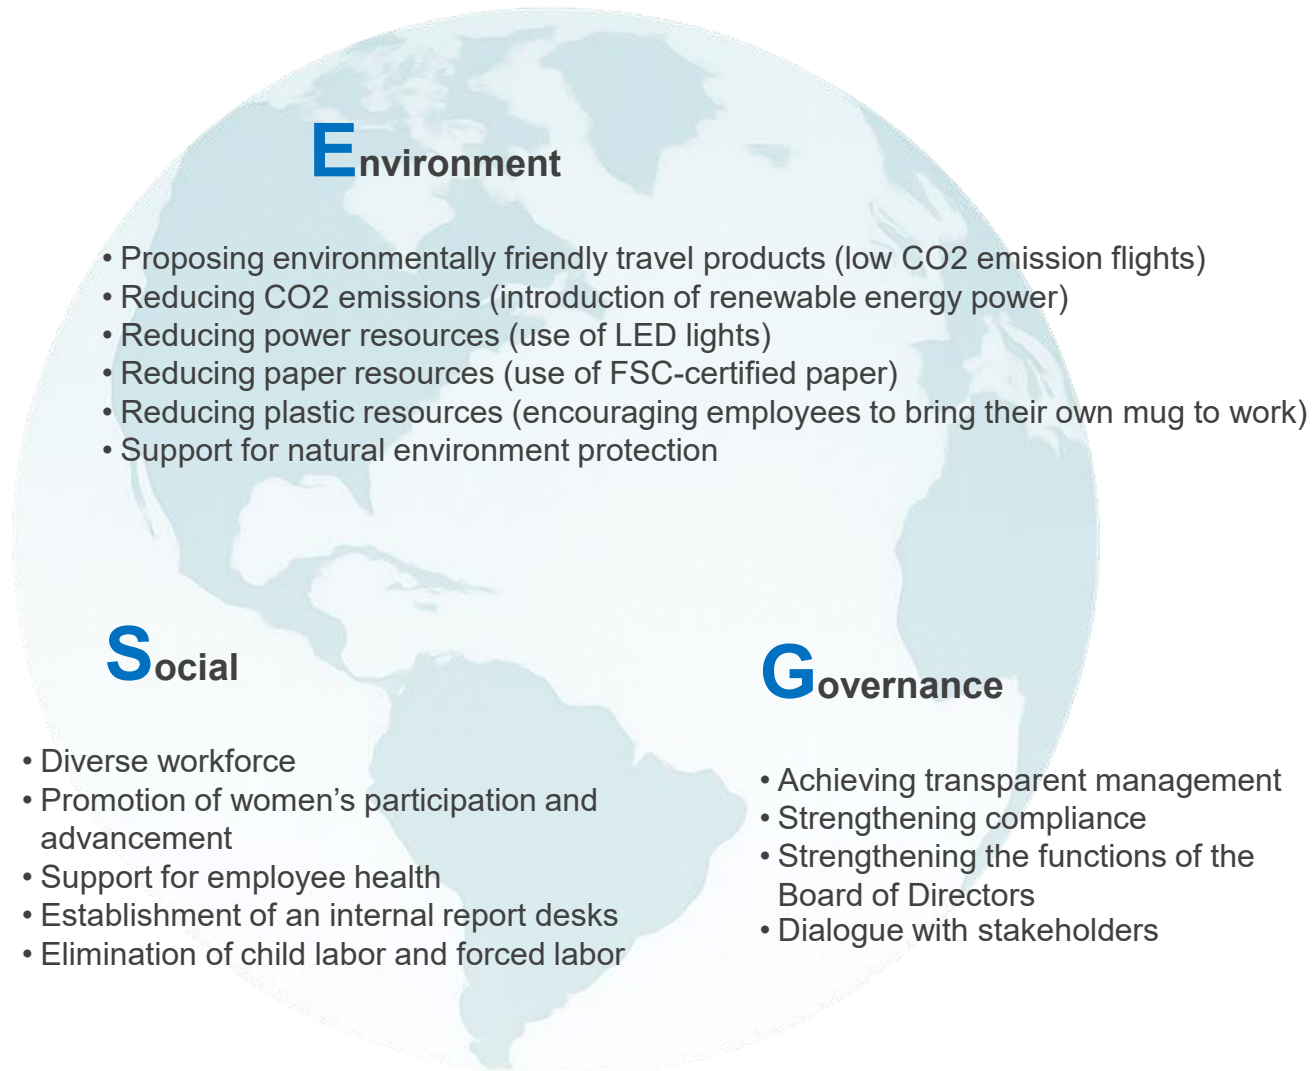 Environment
• Proposing environmentally friendly travel products (low CO2 emission flights)
• Reducing CO2 emissions (introduction of renewable energy power)
• Reducing power resources (use of LED lights)
• Reducing paper resources (use of FSC-certified paper)
• Reducing plastic resources (encouraging employees to bring their own mug to work)
• Support for natural environment protection
Social
• Diverse workforce
• Promotion of women’s participation and
advancement
• Support for employee health
• Establishment of an internal report desks
• Elimination of child labor and forced labor
Governance
• Achieving transparent management
• Strengthening compliance
• Strengthening the functions of the
Board of Directors
• Dialogue with stakeholders